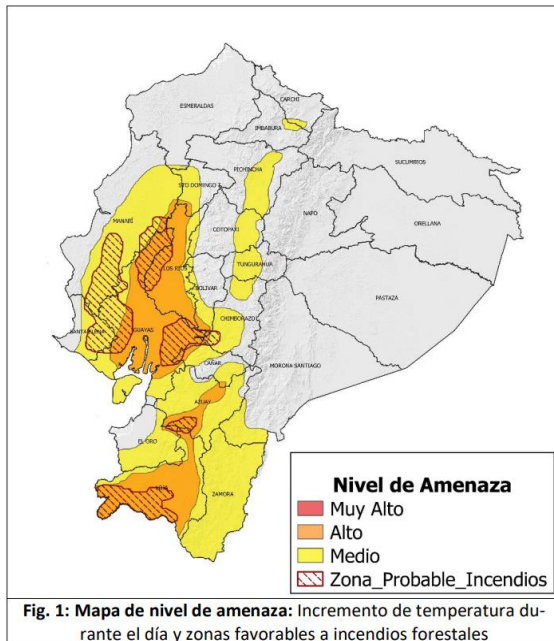 ESMERALDAS
CARCHI
IMBABURA
SUCUMBIOS
PICHINCHA
STO DOMINGO T
MANABÍ
NAPO
ORELLANA
COTOPAXI
LOS RIOS
TUNGURAHUA
BOLIVAR
PASTAZA
CHIMBORAZO
SANTA ELENA
GUAYAS
MORONA SANTIAGO
CAÑAR
AZUAY
EL ORO
LOJA
ZAMORA
Nivel de Amenaza
Muy Alto
Alto
Medio
Zona_Probable_Incendios
Fig. 1: Mapa de nivel de amenaza: Incremento de temperatura du-
rante el día y zonas favorables a incendios forestales